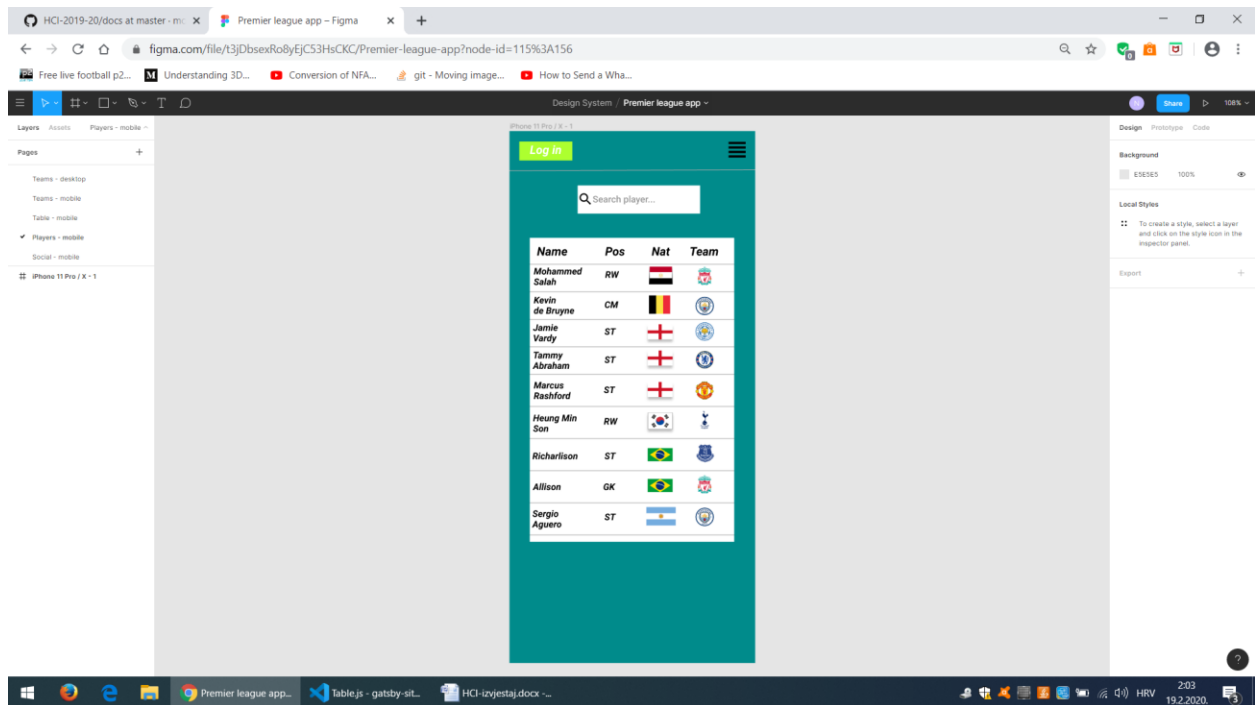 HCI-2019-20/docs at master · mo
Premier league app – Figma
figma.com/file/t3jDbsexRo8yEjC53HsCKC/Premier-league-app?node-id=115%3A156
Free live football p2...
Understanding 3D...
Conversion of NFA...
git - Moving image...
How to Send a Wha...
Design System / Premier league app
Share
108%
Layers Assets Players - mobile
Pages
Teams - desktop
Teams - mobile
Table - mobile
Players - mobile
Social - mobile
iPhone 11 Pro / X - 1
iPhone 11 Pro / X - 1
Log in
Search player...
Name Pos Nat Team
Mohammed
Salah
RW
Kevin
de Bruyne
CM
Jamie
Vardy
ST
Tammy
Abraham
ST
Marcus
Rashford
ST
Heung Min
Son
RW
Richarlison ST
Allison GK
Sergio
Aguero
ST
Design Prototype Code
Background
E5E5E5 100%
Local Styles
To create a style, select a layer
and click on the style icon in the
inspector panel.
Export
?
Premier league app...
Table.js - gatsby-sit...
HCI-izvjestaj.docx -...
HRV
2:03
19.2.2020.
3